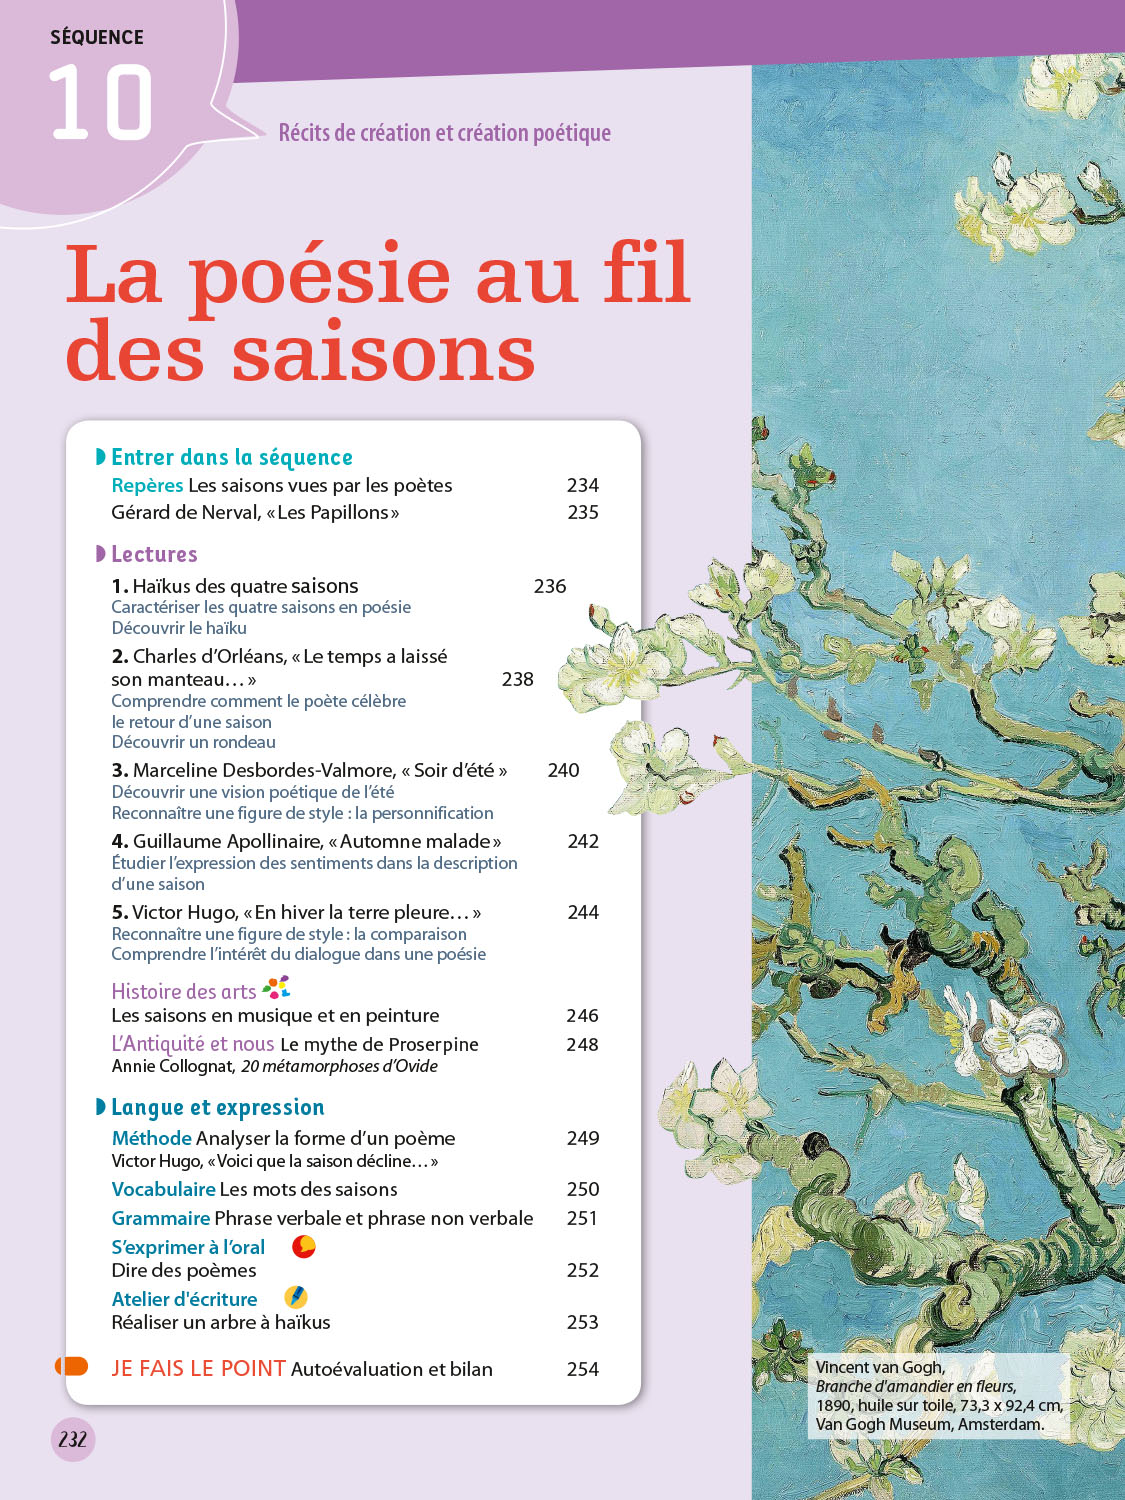 SÉQUENCE
10
Récits de création et création poétique
La poésie au fil
des saisons
Entrer dans la séquence
Repères Les saisons vues par les poètes 234
Gérard de Nerval, « Les Papillons » 235
Lectures
1. Haïkus des quatre saisons 236
Caractériser les quatre saisons en poésie
Découvrir le haïku
2. Charles d’Orléans, « Le temps a laissé
son manteau… » 238
Comprendre comment le poète célèbre
le retour d’une saison
Découvrir un rondeau
3. Marceline Desbordes-Valmore, « Soir d’été » 240
Découvrir une vision poétique de l’été
Reconnaître une figure de style : la personnification
4. Guillaume Apollinaire, « Automne malade » 242
Étudier l’expression des sentiments dans la description
d’une saison
5. Victor Hugo, « En hiver la terre pleure… » 244
Reconnaître une figure de style : la comparaison
Comprendre l’intérêt du dialogue dans une poésie
Histoire des arts
Les saisons en musique et en peinture 246
L’Antiquité et nous Le mythe de Proserpine 248
Annie Collognat, 20 métamorphoses d’Ovide
Langue et expression
Méthode Analyser la forme d’un poème 249
Victor Hugo, « Voici que la saison décline… »
Vocabulaire Les mots des saisons 250
Grammaire Phrase verbale et phrase non verbale 251
S’exprimer à l’oral
Dire des poèmes 252
Atelier d'écriture
Réaliser un arbre à haïkus 253
JE FAIS LE POINT Autoévaluation et bilan 254
Vincent van Gogh,
Branche d'amandier en fleurs,
1890, huile sur toile, 73,3 x 92,4 cm,
Van Gogh Museum, Amsterdam.
232